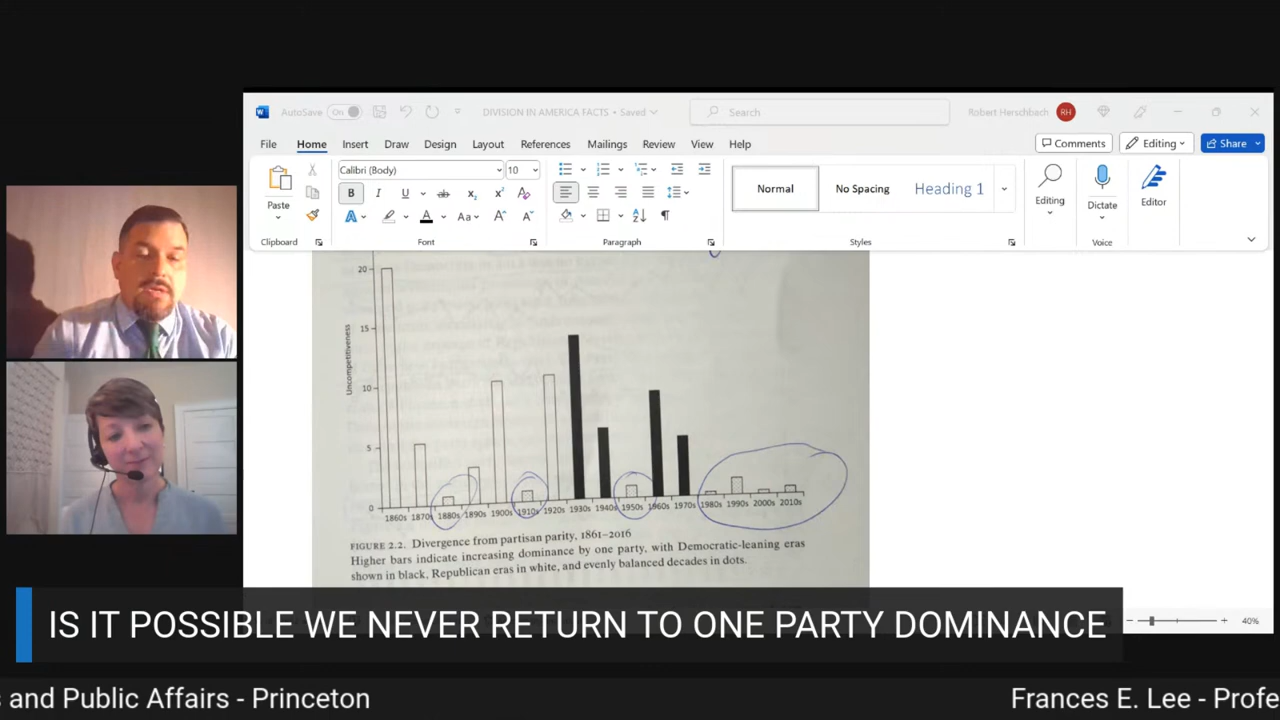 AutoSave On DIVISION IN AMERICA FACTS • Saved Search Robert Herschbach RH
File Home Insert Draw Design Layout References Mailings Review View Help Comments Editing Share
Paste Calibri (Body) 10 Normal No Spacing Heading 1 Editing Dictate Editor
B I U ab x₂ x² A
A A Aa A A
Clipboard Font Paragraph Styles Voice
20
15
10
5
0
Uncompetitiveness
1860s 1870s 1880s 1890s 1900s 1910s 1920s 1930s 1940s 1950s 1960s 1970s 1980s 1990s 2000s 2010s
FIGURE 2.2. Divergence from partisan parity, 1861–2016
Higher bars indicate increasing dominance by one party, with Democratic-leaning eras
shown in black, Republican eras in white, and evenly balanced decades in dots.
IS IT POSSIBLE WE NEVER RETURN TO ONE PARTY DOMINANCE
40%
s and Public Affairs - Princeton Frances E. Lee - Profe